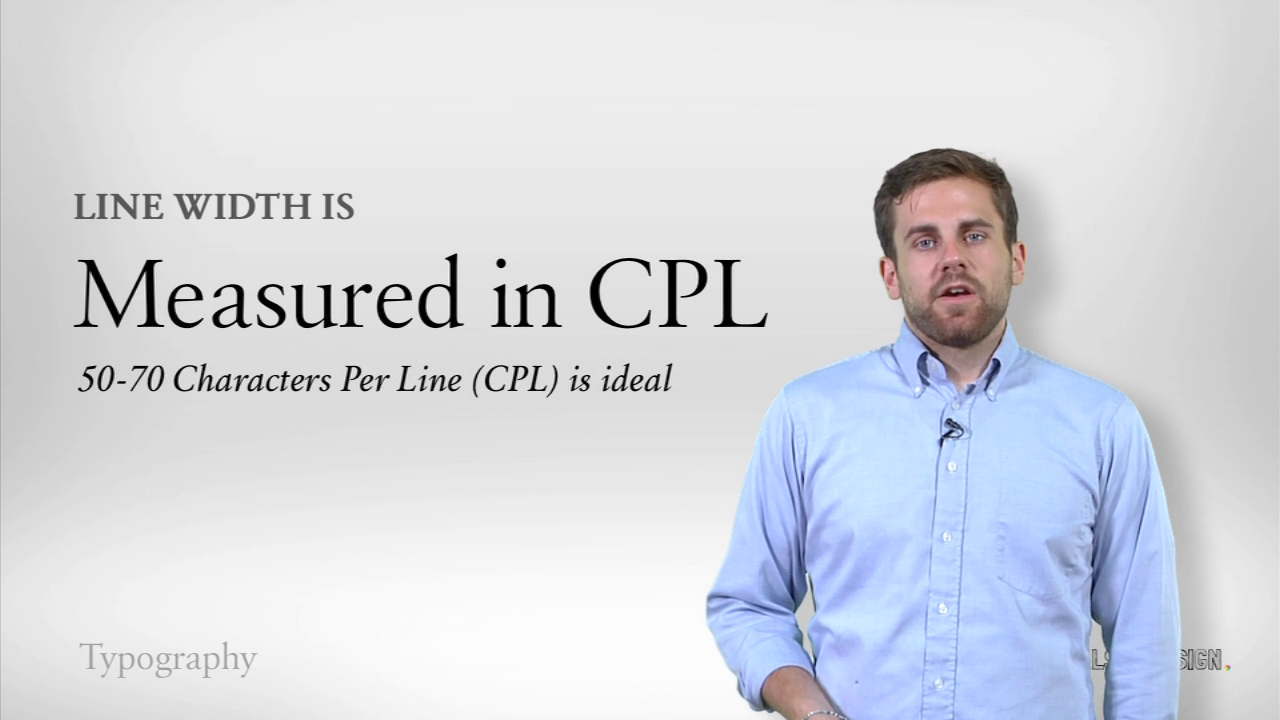 LINE WIDTH IS
Measured in CPL
50-70 Characters Per Line (CPL) is ideal
Typography